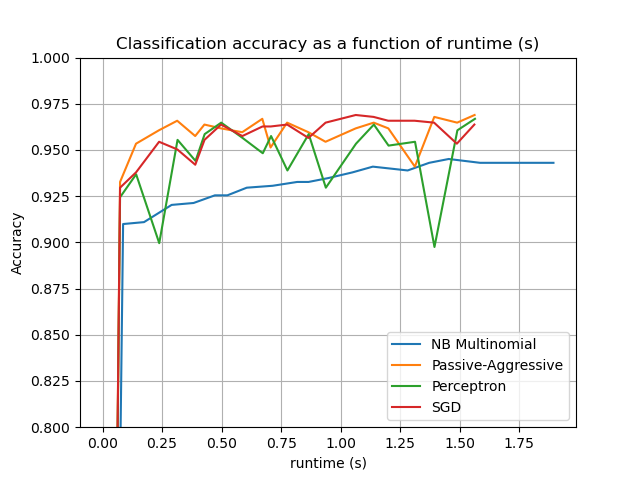 Classification accuracy as a function of runtime (s)
1.000
0.975
0.950
0.925
0.900
0.875
0.850
0.825
0.800
Accuracy
NB Multinomial
Passive-Aggressive
Perceptron
SGD
0.00 0.25 0.50 0.75 1.00 1.25 1.50 1.75
runtime (s)